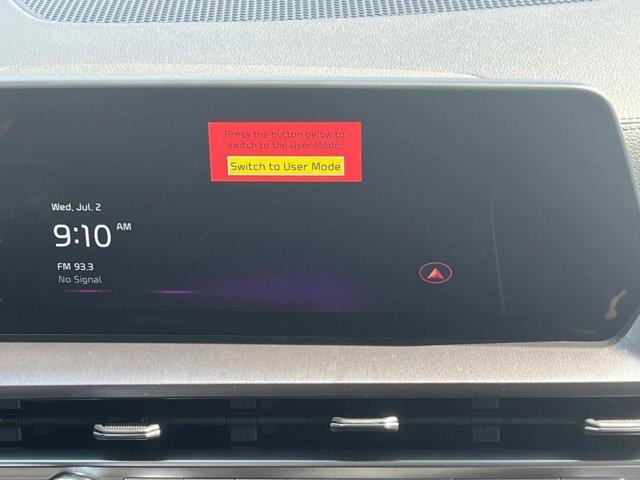 Press the button below to
switch to the User Mode.
Switch to User Mode
Wed, Jul. 2
9:10 AM
FM 93.3
No Signal